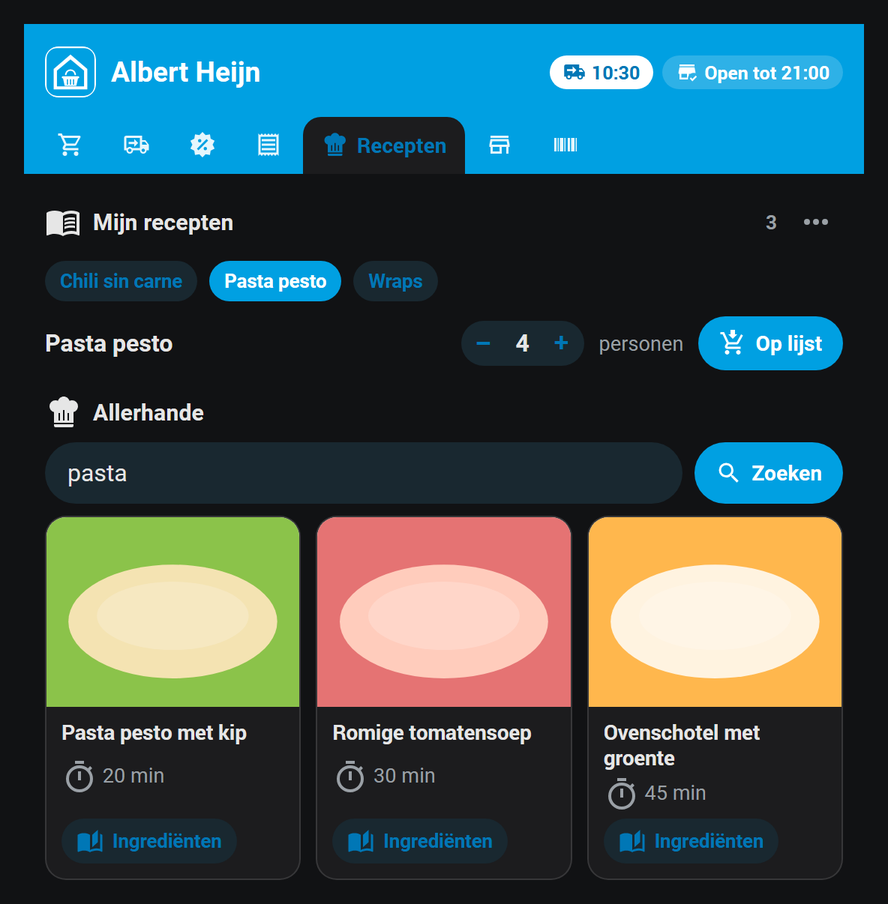 Albert Heijn
10:30
Open tot 21:00
Recepten
Mijn recepten
3
Chili sin carne
Pasta pesto
Wraps
Pasta pesto
− 4 +
personen
Op lijst
Allerhande
pasta
Zoeken
Pasta pesto met kip
20 min
Ingrediënten
Romige tomatensoep
30 min
Ingrediënten
Ovenschotel met
groente
45 min
Ingrediënten